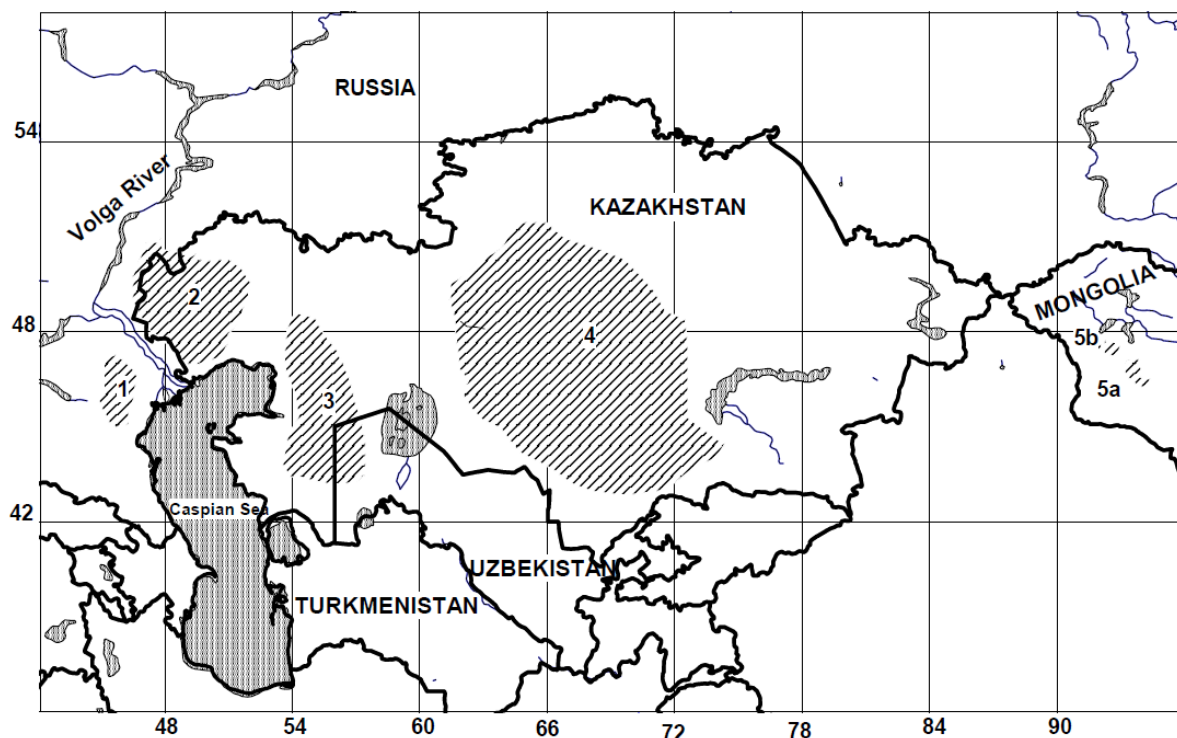 RUSSIA
54
Volga River
KAZAKHSTAN
MONGOLIA
2
48
4
5b
1
3
5a
Caspian Sea
42
UZBEKISTAN
TURKMENISTAN
48 54 60 66 72 78 84 90